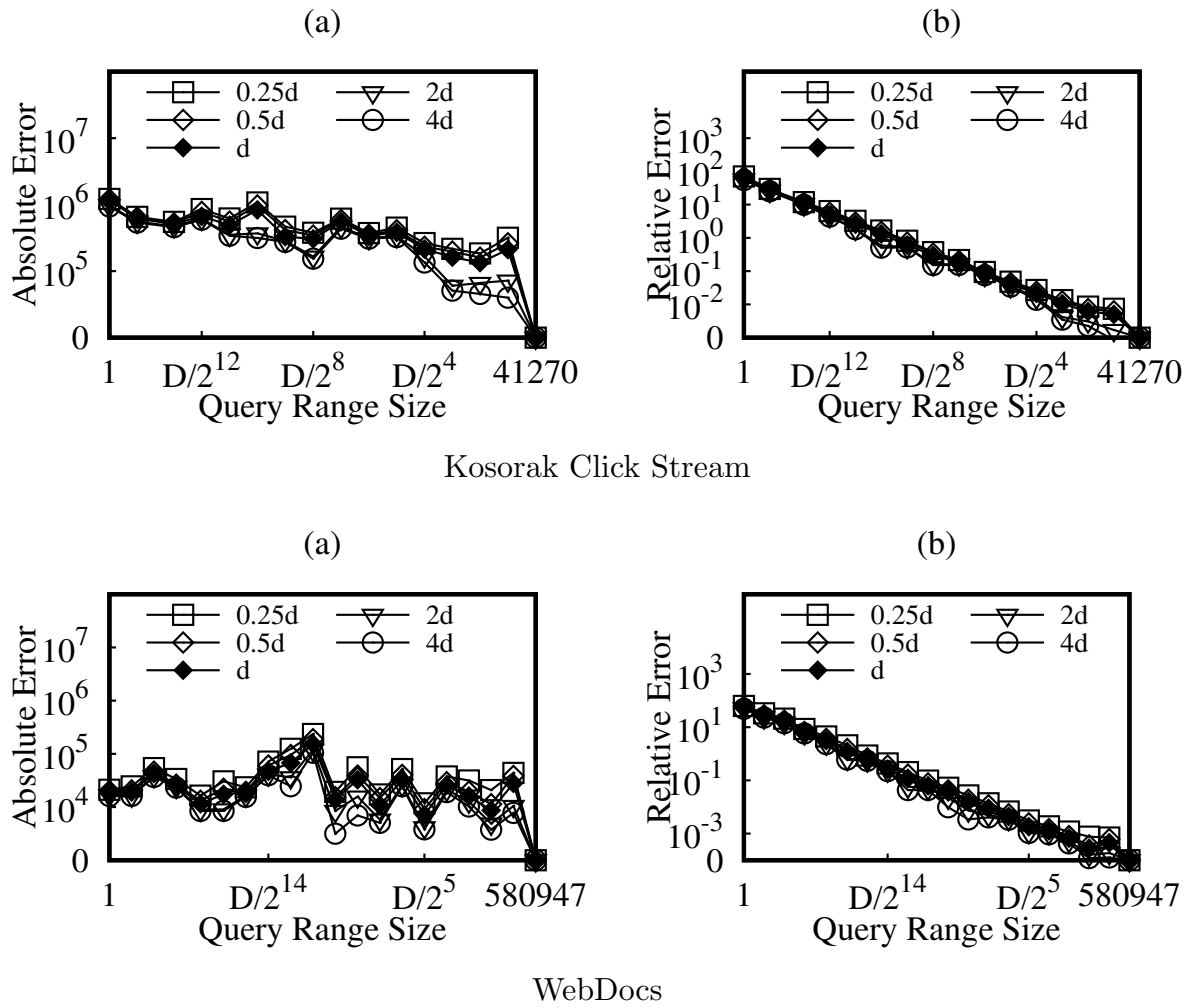 (a)
Absolute Error
10^7
10^6
10^5
0
0.25d
0.5d
d
2d
4d
1 D/2^12 D/2^8 D/2^4 41270
Query Range Size
(b)
Relative Error
10^3
10^2
10^1
10^0
10^-1
10^-2
0
0.25d
0.5d
d
2d
4d
1 D/2^12 D/2^8 D/2^4 41270
Query Range Size
Kosorak Click Stream
(a)
Absolute Error
10^7
10^6
10^5
10^4
0
0.25d
0.5d
d
2d
4d
1 D/2^14 D/2^5 580947
Query Range Size
(b)
Relative Error
10^3
10^1
10^-1
10^-3
0
0.25d
0.5d
d
2d
4d
1 D/2^14 D/2^5 580947
Query Range Size
WebDocs